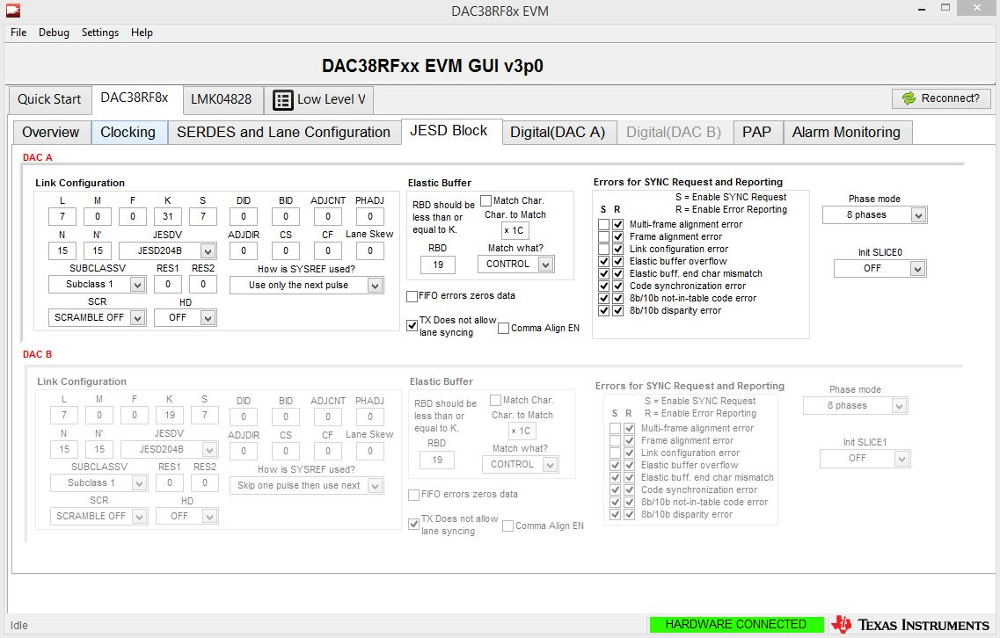 DAC38RF8x EVM
File Debug Settings Help
DAC38RFxx EVM GUI v3p0
Quick Start DAC38RF8x LMK04828 Low Level V Reconnect?
Overview Clocking SERDES and Lane Configuration JESD Block Digital(DAC A) Digital(DAC B) PAP Alarm Monitoring
DAC A
Link Configuration
L M F K S DID BID ADJCNT PHADJ
7 0 0 31 7 0 0 0 0
N N' JESDV ADJDIR CS CF Lane Skew
15 15 JESD204B 0 0 0 0
SUBCLASSV RES1 RES2 How is SYSREF used?
Subclass 1 0 0 Use only the next pulse
SCR HD
SCRAMBLE OFF OFF
Elastic Buffer
RBD should be
less than or
equal to K.
Match Char.
Char. to Match
x 1C
RBD Match what?
19 CONTROL
FIFO errors zeros data
TX Does not allow
lane syncing
Comma Align EN
Errors for SYNC Request and Reporting
S = Enable SYNC Request
S R R = Enable Error Reporting
Multi-frame alignment error
Frame alignment error
Link configuration error
Elastic buffer overflow
Elastic buff. end char mismatch
Code synchronization error
8b/10b not-in-table code error
8b/10b disparity error
Phase mode
8 phases
Init SLICE0
OFF
DAC B
Link Configuration
L M F K S DID BID ADJCNT PHADJ
7 0 0 19 7 0 0 0 0
N N' JESDV ADJDIR CS CF Lane Skew
15 15 JESD204B 0 0 0 0
SUBCLASSV RES1 RES2 How is SYSREF used?
Subclass 1 0 0 Skip one pulse then use next
SCR HD
SCRAMBLE OFF OFF
Elastic Buffer
RBD should be
less than or
equal to K.
Match Char.
Char. to Match
x 1C
RBD Match what?
19 CONTROL
FIFO errors zeros data
TX Does not allow
lane syncing
Comma Align EN
Errors for SYNC Request and Reporting
S = Enable SYNC Request
S R R = Enable Error Reporting
Multi-frame alignment error
Frame alignment error
Link configuration error
Elastic buffer overflow
Elastic buff. end char mismatch
Code synchronization error
8b/10b not-in-table code error
8b/10b disparity error
Phase mode
8 phases
Init SLICE1
OFF
Idle HARDWARE CONNECTED TEXAS INSTRUMENTS